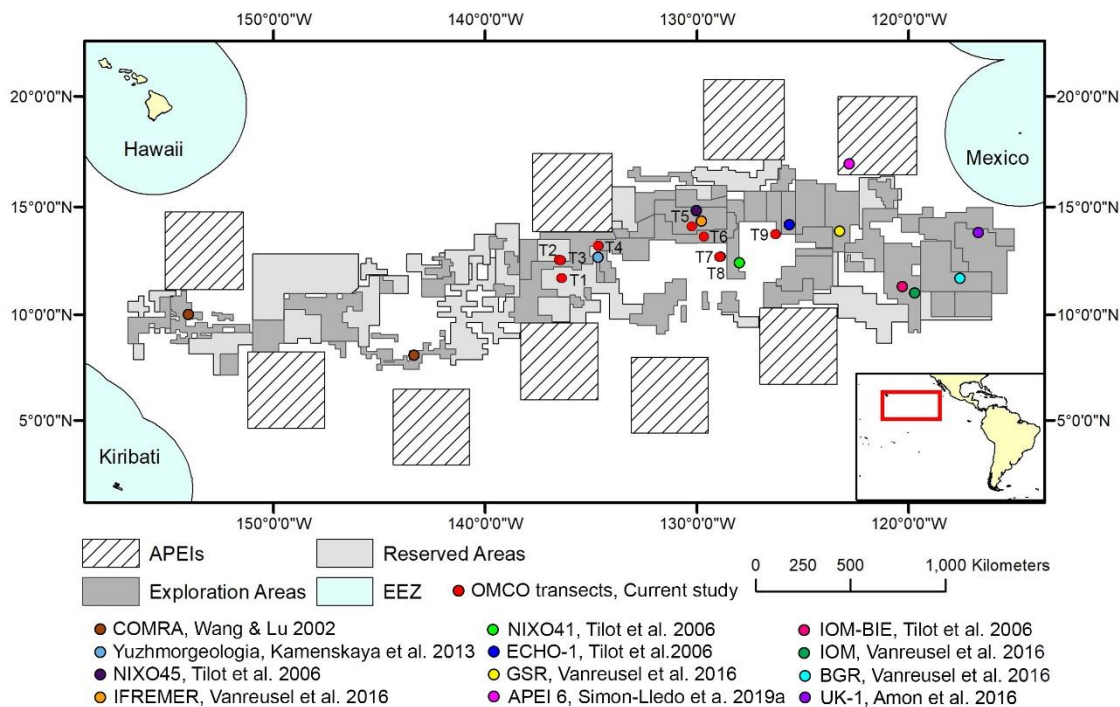 150°0'0"W 140°0'0"W 130°0'0"W 120°0'0"W
20°0'0"N 20°0'0"N
Hawaii Mexico
15°0'0"N 15°0'0"N
T5
T6
T9
T2 T3 T4
T7
T8
T1
10°0'0"N 10°0'0"N
5°0'0"N 5°0'0"N
Kiribati
150°0'0"W 140°0'0"W 130°0'0"W 120°0'0"W
APEIs Reserved Areas
0 250 500 1,000 Kilometers
Exploration Areas EEZ OMCO transects, Current study
COMRA, Wang & Lu 2002 NIXO41, Tilot et al. 2006 IOM-BIE, Tilot et al. 2006
Yuzhmorgeologia, Kamenskaya et al. 2013 ECHO-1, Tilot et al.2006 IOM, Vanreusel et al. 2016
NIXO45, Tilot et al. 2006 GSR, Vanreusel et al. 2016 BGR, Vanreusel et al. 2016
IFREMER, Vanreusel et al. 2016 APEI 6, Simon-Lledo et a. 2019a UK-1, Amon et al. 2016